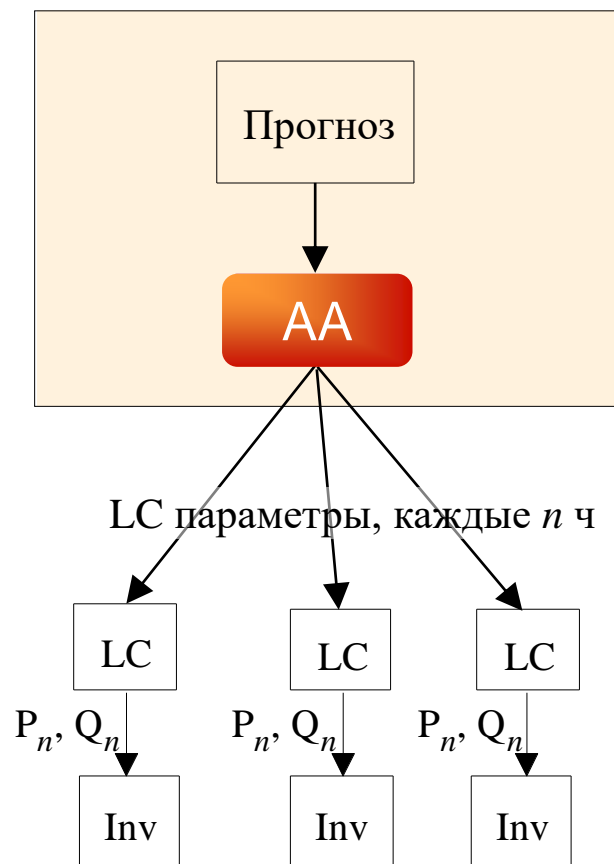 Прогноз
AA
LC параметры, каждые n ч
LC LC LC
Pn, Qn Pn, Qn Pn, Qn
Inv Inv Inv